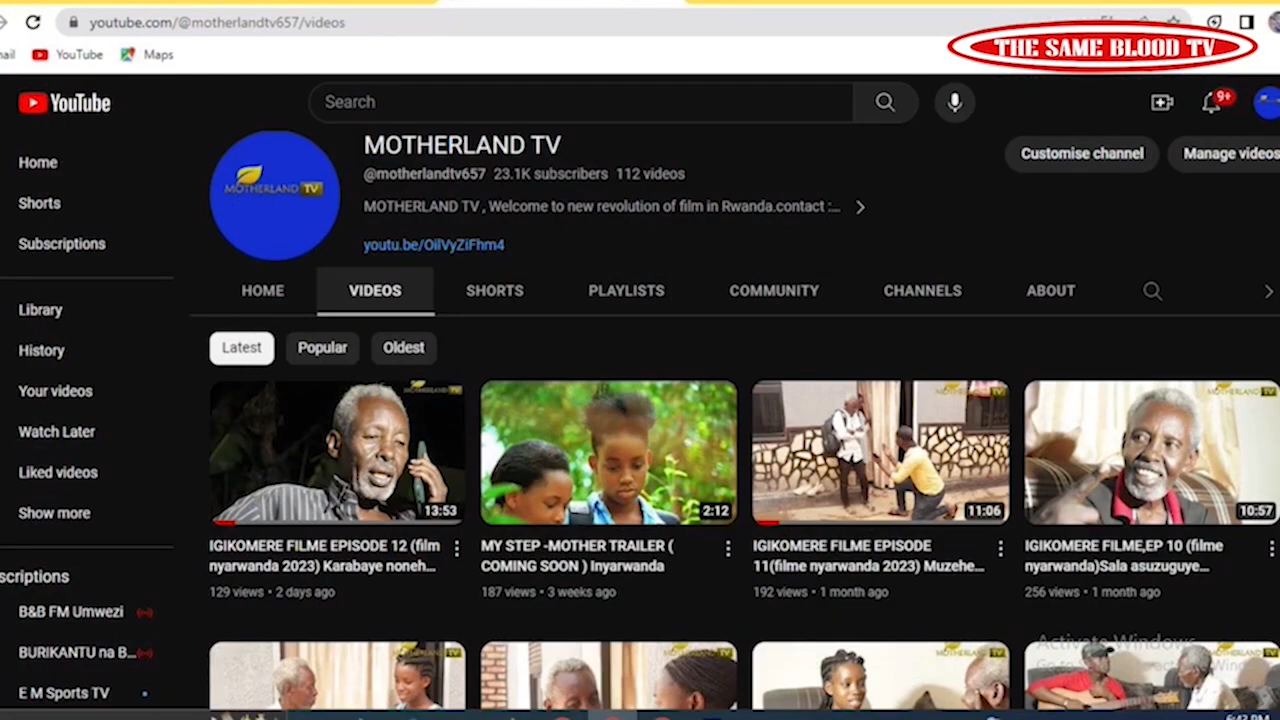 youtube.com/@motherlandtv657/videos
YouTube
Maps
THE SAME BLOOD TV
YouTube
Search
9+
Home
Shorts
Subscriptions
Library
History
Your videos
Watch Later
Liked videos
Show more
scriptions
B&B FM Umwezi
BURIKANTU na B...
E M Sports TV
MOTHERLAND TV
MOTHERLAND TV
@motherlandtv657 23.1K subscribers 112 videos
MOTHERLAND TV , Welcome to new revolution of film in Rwanda.contact :...
youtu.be/OilVyZiFhm4
Customise channel
Manage videos
HOME
VIDEOS
SHORTS
PLAYLISTS
COMMUNITY
CHANNELS
ABOUT
Latest
Popular
Oldest
13:53
IGIKOMERE FILME EPISODE 12 (film
nyarwanda 2023) Karabaye noneh...
129 views • 2 days ago
2:12
MY STEP -MOTHER TRAILER (
COMING SOON ) Inyarwanda
187 views • 3 weeks ago
11:06
IGIKOMERE FILME EPISODE
11(filme nyarwanda 2023) Muzehe...
192 views • 1 month ago
10:57
IGIKOMERE FILME,EP 10 (filme
nyarwanda)Sala asuzuguye...
256 views • 1 month ago
Activate Windows